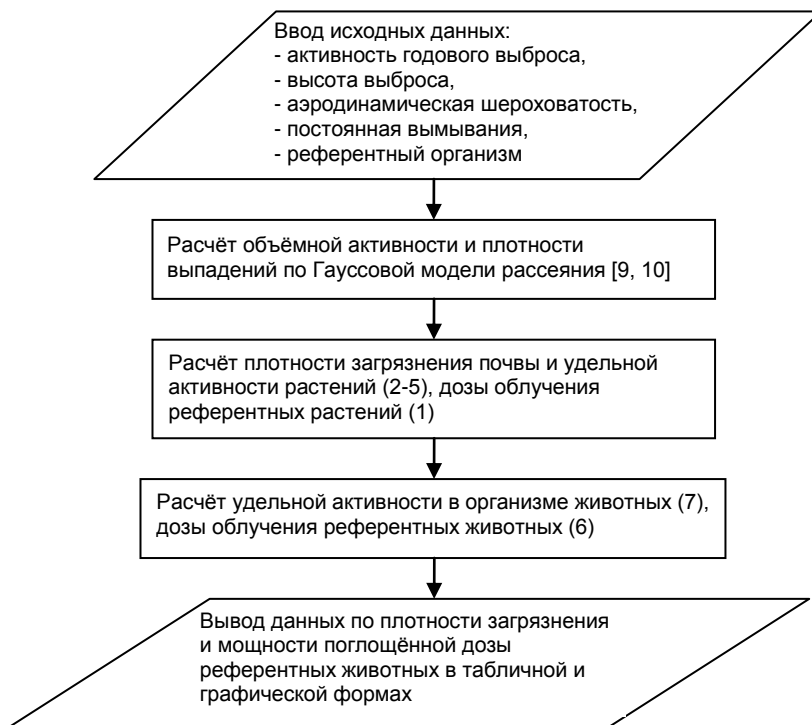 Ввод исходных данных:
- активность годового выброса,
- высота выброса,
- аэродинамическая шероховатость,
- постоянная вымывания,
- референтный организм
Расчёт объёмной активности и плотности
выпадений по Гауссовой модели рассеяния [9, 10]
Расчёт плотности загрязнения почвы и удельной
активности растений (2-5), дозы облучения
референтных растений (1)
Расчёт удельной активности в организме животных (7),
дозы облучения референтных животных (6)
Вывод данных по плотности загрязнения
и мощности поглощённой дозы
референтных животных в табличной и
графической формах